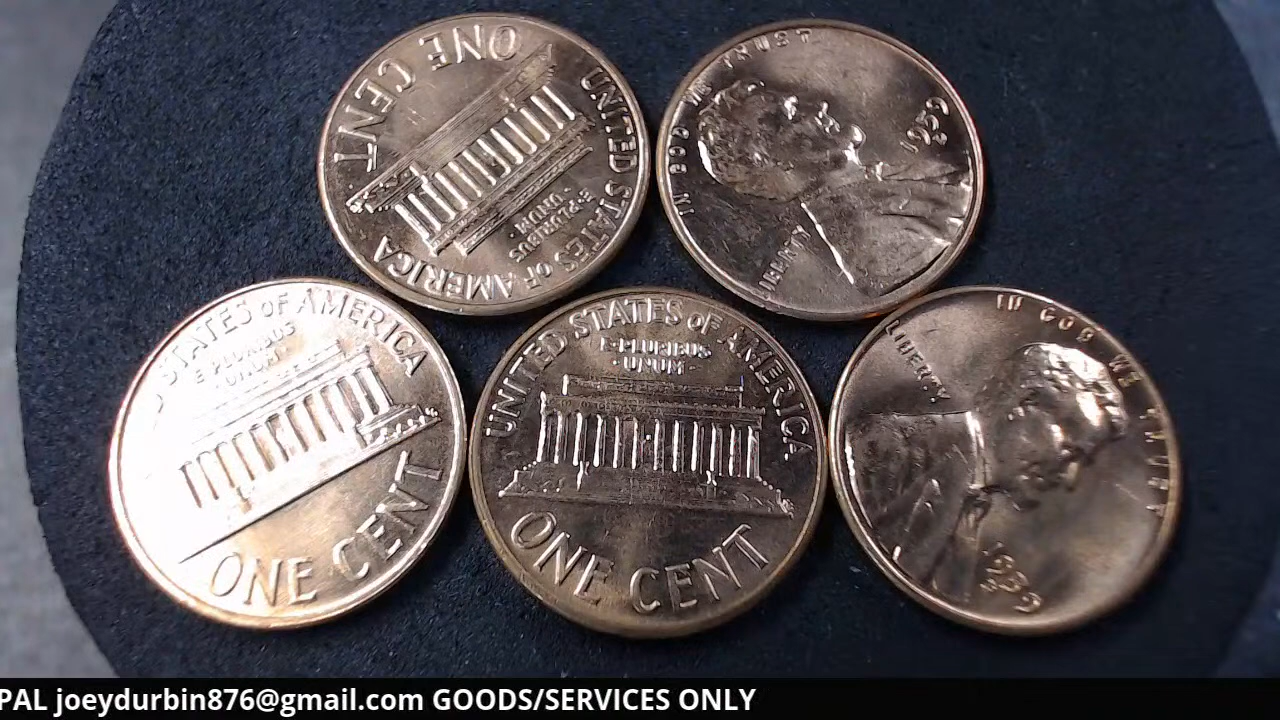 ONE CENT
UNITED STATES OF AMERICA
E·PLURIBUS
·UNUM·
IN GOD WE TRUST
LIBERTY
STATES OF AMERICA
E·PLURIBUS
·UNUM·
ONE CENT
UNITED STATES OF AMERICA
E·PLURIBUS
·UNUM·
ONE CENT
IN GOD WE TRUST
LIBERTY
PAL joeydurbin876@gmail.com GOODS/SERVICES ONLY